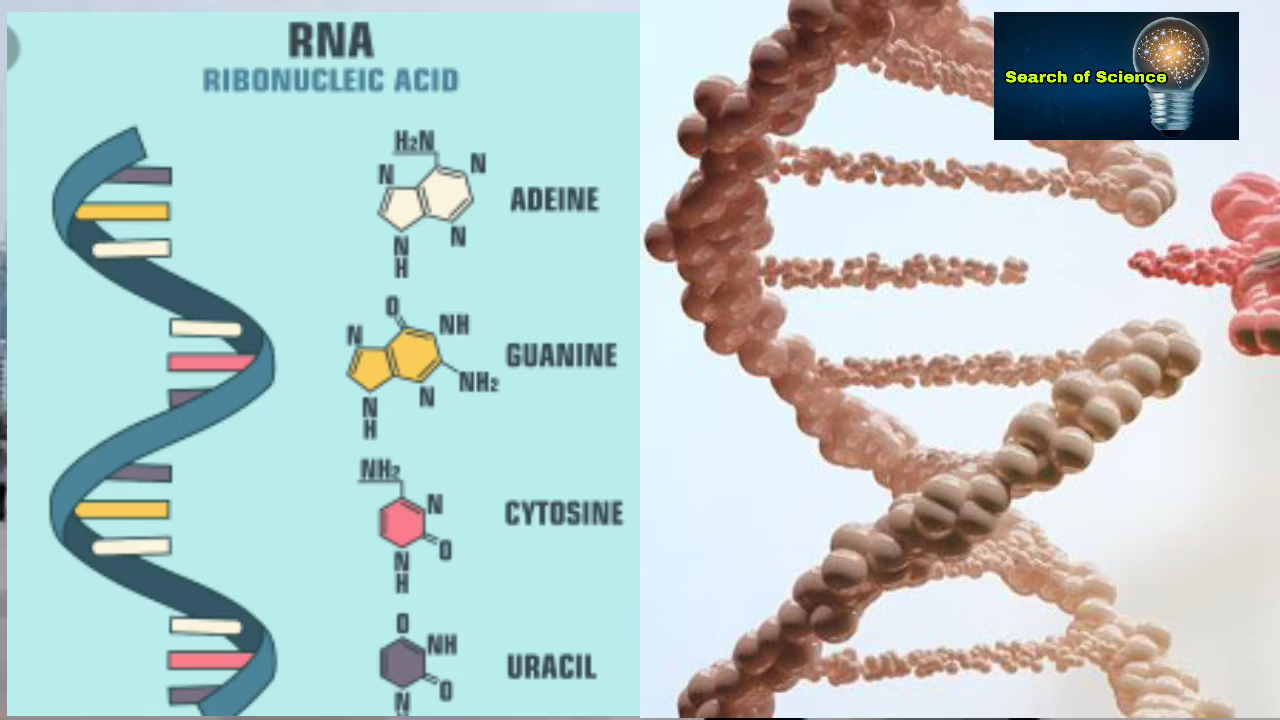 RNA
RIBONUCLEIC ACID
H₂N
N
N
N
N
H
ADEINE
O
N
NH
NH₂
N
N
H
GUANINE
NH₂
N
O
N
H
CYTOSINE
O
NH
O
N
URACIL
Search of Science